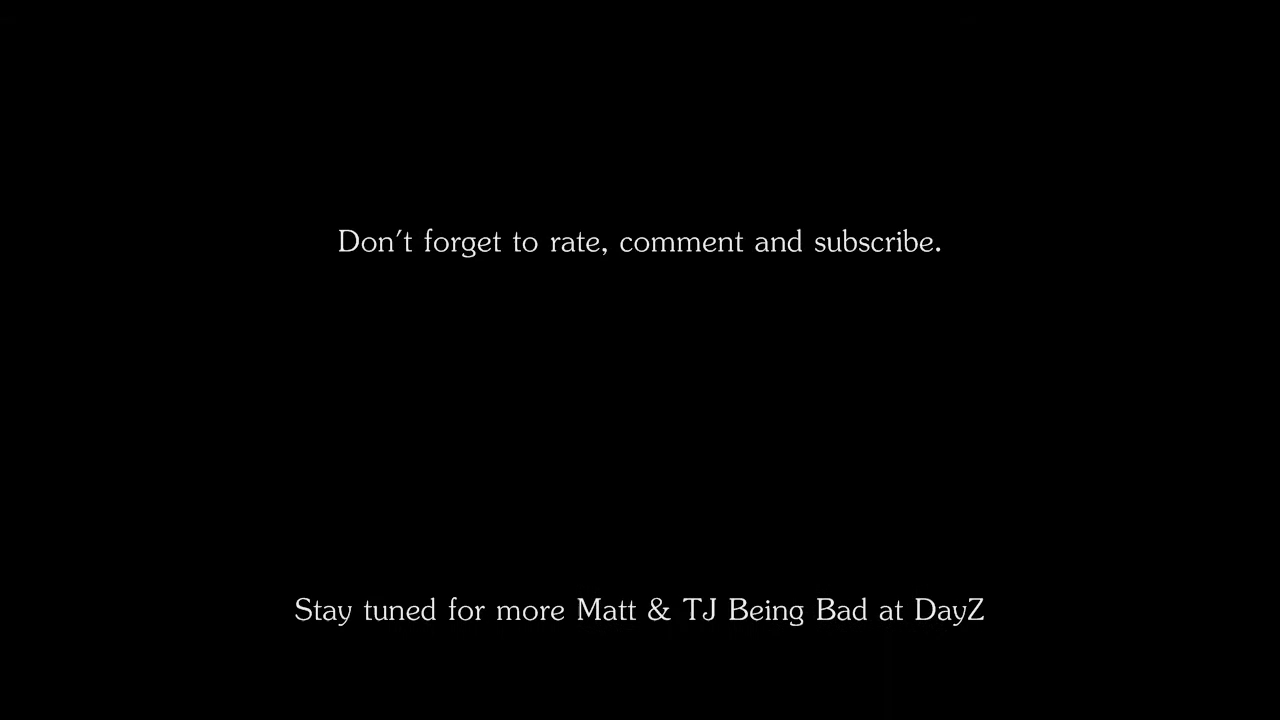 Don't forget to rate, comment and subscribe.
Stay tuned for more Matt & TJ Being Bad at DayZ